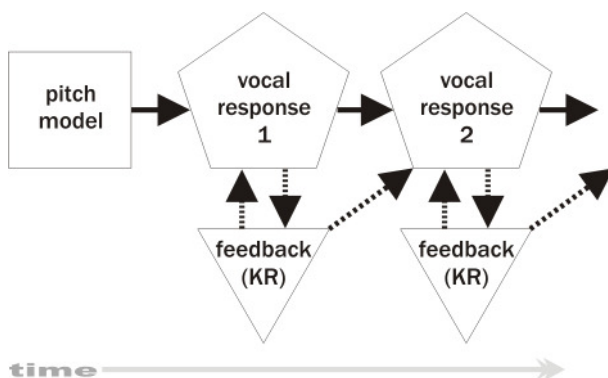 pitch
model
vocal
response
1
vocal
response
2
feedback
(KR)
feedback
(KR)
time